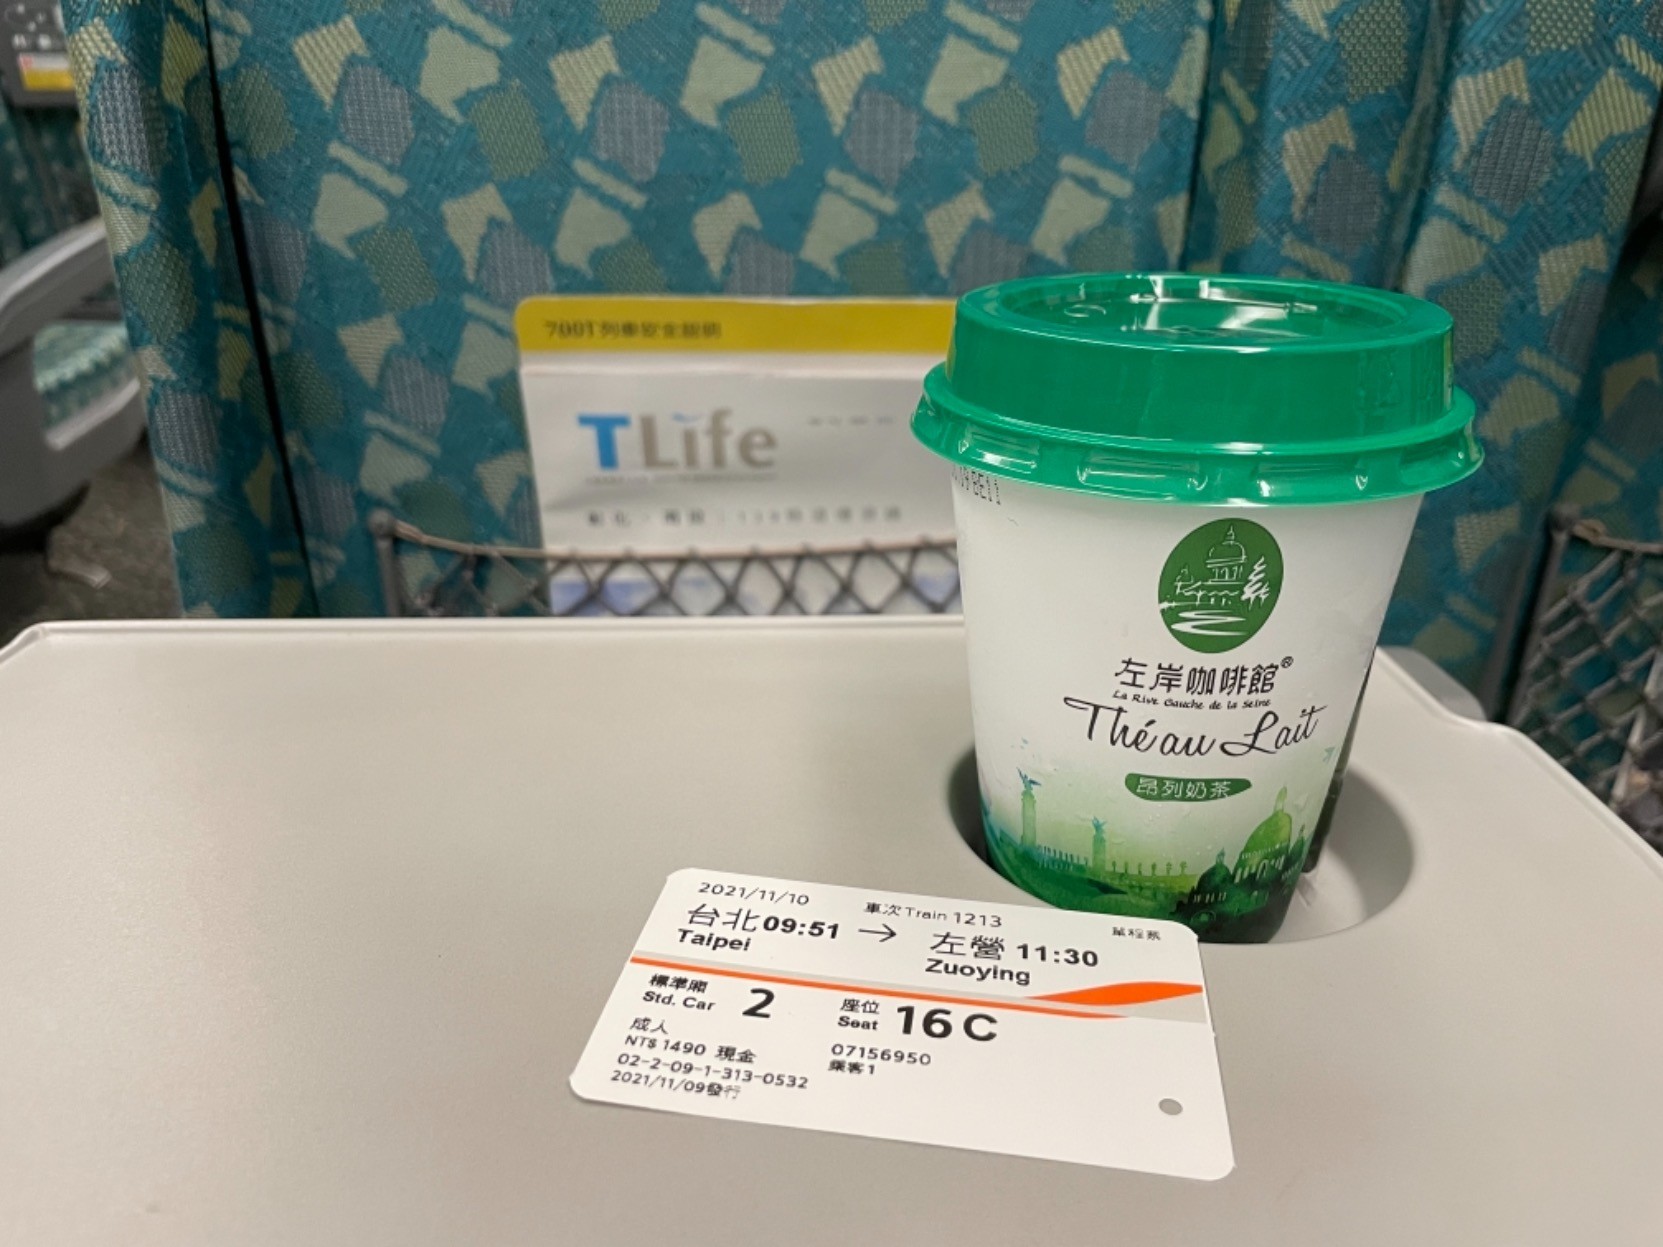 700T列車安全說明
TLife
09 BE11
左岸咖啡館®
La Rive Gauche de la Seine
Thé au Lait
昂列奶茶
2021/11/10
車次 Train 1213
單程票
台北 09:51 → 左營 11:30
Taipei Zuoying
標準廂 2 座位 16C
Std. Car Seat
成人
NT$ 1490 現金
07156950
乘客1
02-2-09-1-313-0532
2021/11/09發行